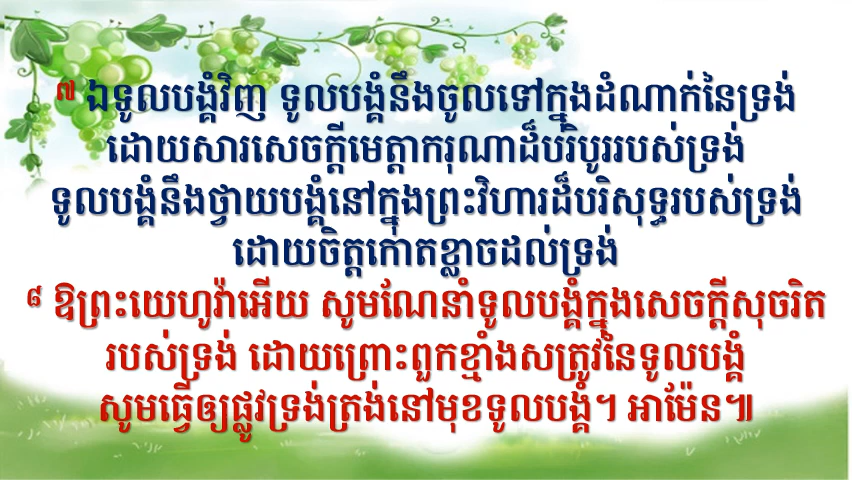 ៧ ឯទូលបង្គំវិញ ទូលបង្គំនឹងចូលទៅក្នុងដំណាក់នៃទ្រង់
ដោយសារសេចក្ដីមេត្តាករុណាដ៏បរិបូររបស់ទ្រង់
ទូលបង្គំនឹងថ្វាយបង្គំនៅក្នុងព្រះវិហារដ៏បរិសុទ្ធរបស់ទ្រង់
ដោយចិត្តកោតខ្លាចដល់ទ្រង់
៨ ឱព្រះយេហូវ៉ាអើយ សូមណែនាំទូលបង្គំក្នុងសេចក្ដីសុចរិត
របស់ទ្រង់ ដោយព្រោះពួកខ្មាំងសត្រូវនៃទូលបង្គំ
សូមធ្វើឲ្យផ្លូវទ្រង់ត្រង់នៅមុខទូលបង្គំ។ អាម៉ែន៕